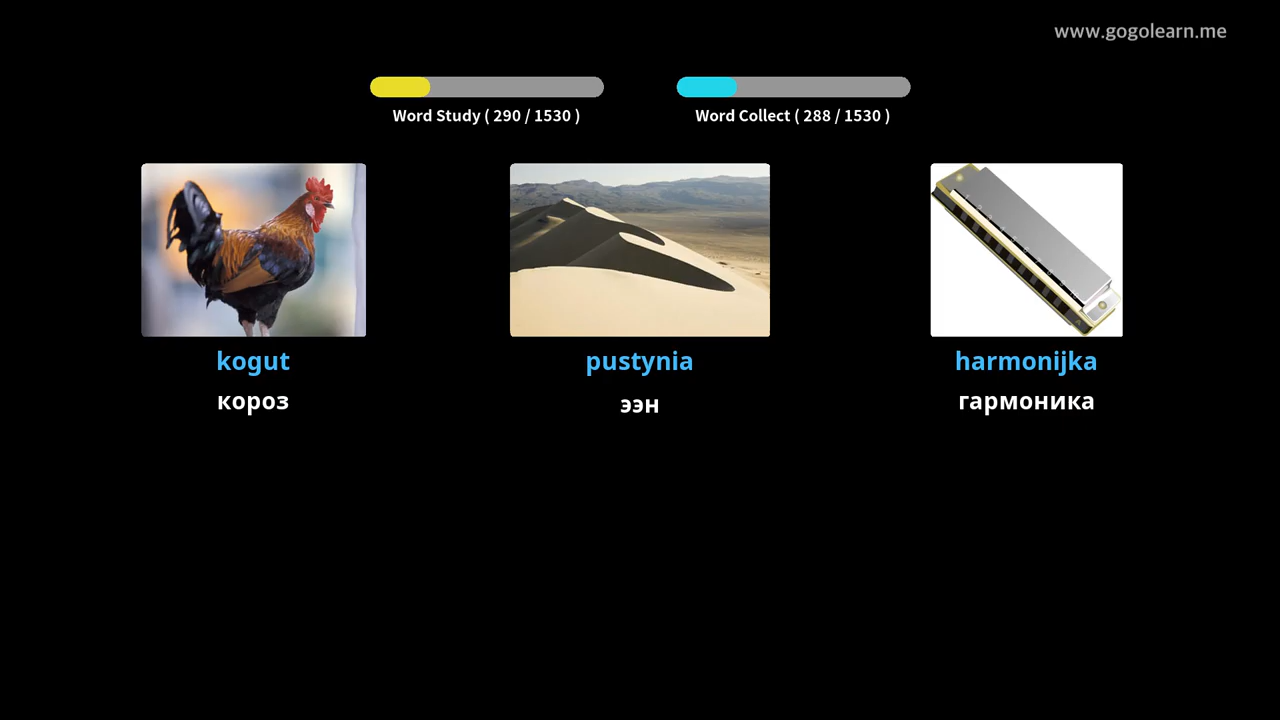 www.gogolearn.me
Word Study ( 290 / 1530 )
Word Collect ( 288 / 1530 )
kogut
pustynia
harmonijka
короз
ээн
гармоника